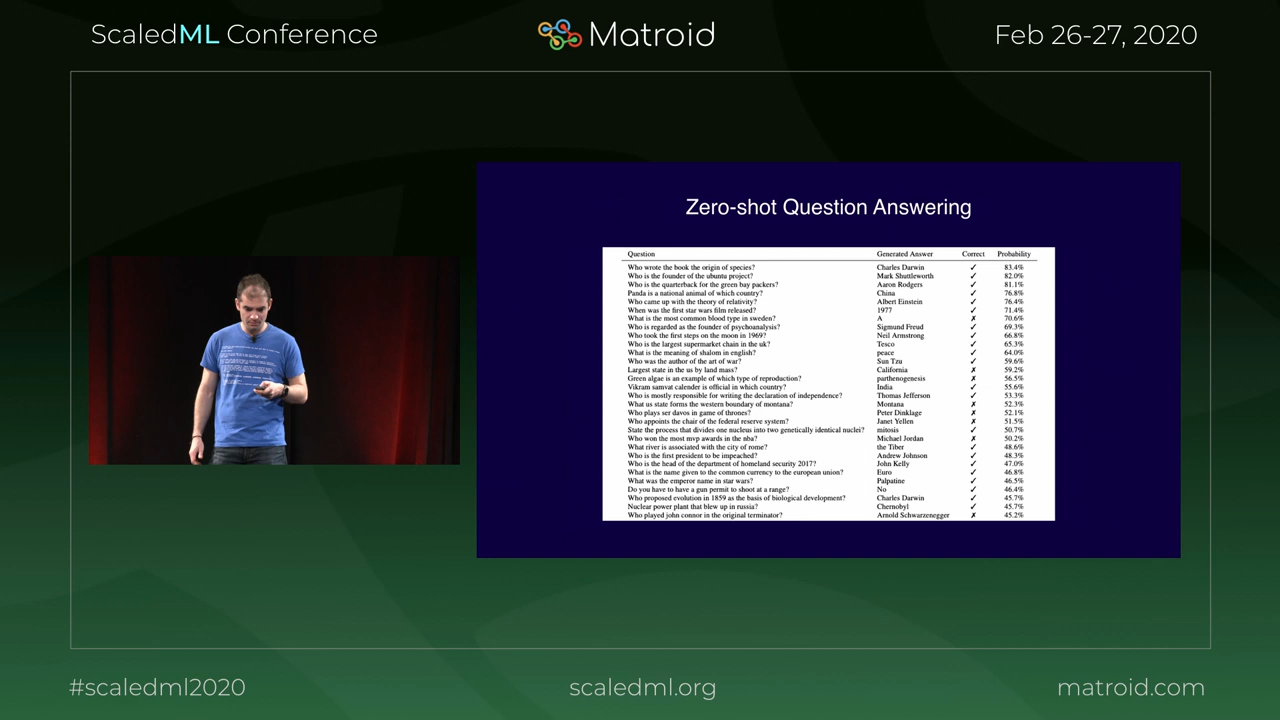 ScaledML Conference
Matroid
Feb 26-27, 2020
Zero-shot Question Answering
Question Generated Answer Correct Probability
Who wrote the book the origin of species? Charles Darwin ✓ 83.4%
Who is the founder of the ubuntu project? Mark Shuttleworth ✓ 82.0%
Who is the quarterback for the green bay packers? Aaron Rodgers ✓ 81.1%
Panda is a national animal of which country? China ✓ 76.8%
Who came up with the theory of relativity? Albert Einstein ✓ 76.4%
When was the first star wars film released? 1977 ✓ 71.4%
What is the most common blood type in sweden? A ✗ 70.6%
Who is regarded as the founder of psychoanalysis? Sigmund Freud ✓ 69.3%
Who took the first steps on the moon in 1969? Neil Armstrong ✓ 66.8%
Who is the largest supermarket chain in the uk? Tesco ✓ 65.3%
What is the meaning of shalom in english? peace ✓ 64.0%
Who was the author of the art of war? Sun Tzu ✓ 59.6%
Largest state in the us by land mass? California ✗ 59.2%
Green algae is an example of which type of reproduction? parthenogenesis ✗ 56.5%
Vikram samvat calender is official in which country? India ✓ 55.6%
Who is mostly responsible for writing the declaration of independence? Thomas Jefferson ✓ 53.3%
What us state forms the western boundary of montana? Montana ✗ 52.3%
Who plays ser davos in game of thrones? Peter Dinklage ✗ 52.1%
Who appoints the chair of the federal reserve system? Janet Yellen ✗ 51.5%
State the process that divides one nucleus into two genetically identical nuclei? mitosis ✓ 50.7%
Who won the most mvp awards in the nba? Michael Jordan ✗ 50.2%
What river is associated with the city of rome? the Tiber ✓ 48.6%
Who is the first president to be impeached? Andrew Johnson ✓ 48.3%
Who is the head of the department of homeland security 2017? John Kelly ✓ 47.0%
What is the name given to the common currency to the european union? Euro ✓ 46.8%
What was the emperor name in star wars? Palpatine ✓ 46.5%
Do you have to have a gun permit to shoot at a range? No ✓ 46.4%
Who proposed evolution in 1859 as the basis of biological development? Charles Darwin ✓ 45.7%
Nuclear power plant that blew up in russia? Chernobyl ✓ 45.7%
Who played john connor in the original terminator? Arnold Schwarzenegger ✗ 45.2%
#scaledml2020
scaledml.org
matroid.com